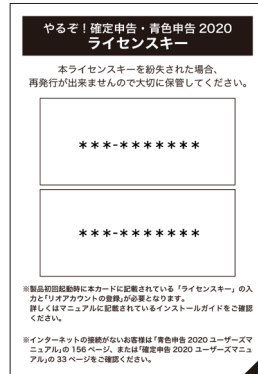 やるぞ！確定申告・青色申告 2020
ライセンスキー
本ライセンスキーを紛失された場合、
再発行が出来ませんので大切に保管してください。
＊＊＊-＊＊＊＊＊＊＊
＊＊＊-＊＊＊＊＊＊＊
※製品初回起動時に本カードに記載されている「ライセンスキー」の入
力と「リオアカウントの登録」が必要となります。
詳しくはマニュアルに記載されているインストールガイドをご確認
ください。
※インターネットの接続がないお客様は「青色申告 2020 ユーザーズマ
ニュアル」の 156 ページ、または「確定申告 2020 ユーザーズマニュ
アル」の 33 ページをご確認ください。